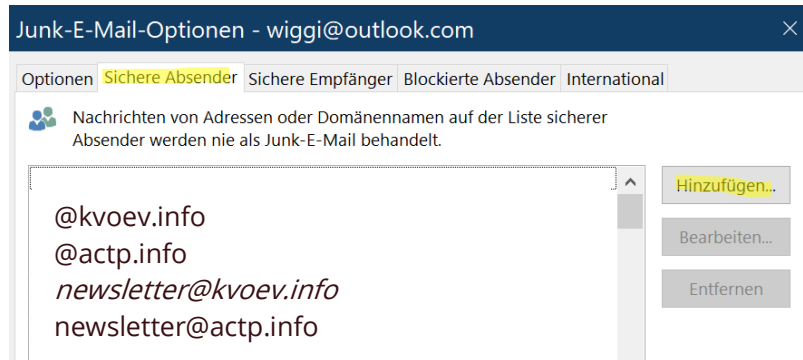 Junk-E-Mail-Optionen - wiggi@outlook.com
Optionen Sichere Absender Sichere Empfänger Blockierte Absender International
Nachrichten von Adressen oder Domänennamen auf der Liste sicherer
Absender werden nie als Junk-E-Mail behandelt.
Hinzufügen...
@kvoev.info
Bearbeiten...
@actp.info
newsletter@kvoev.info
Entfernen
newsletter@actp.info